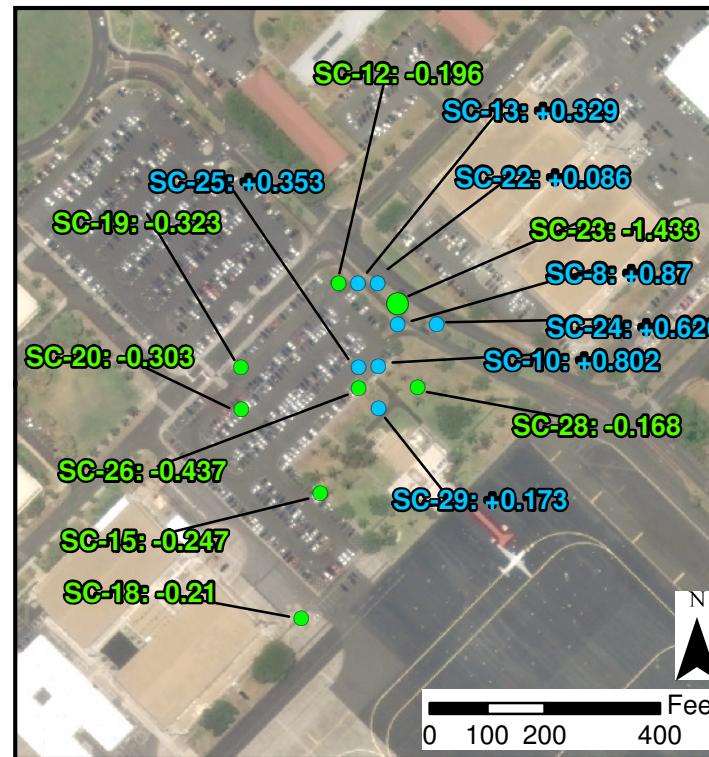 SC-12: -0.196
SC-13: +0.329
SC-25: +0.353
SC-22: +0.086
SC-19: -0.323
SC-23: -1.433
SC-8: +0.87
SC-24: +0.62
SC-20: -0.303
SC-10: +0.802
SC-28: -0.168
SC-26: -0.437
SC-29: +0.173
SC-15: -0.247
SC-18: -0.21
N
Fee
0 100 200 400